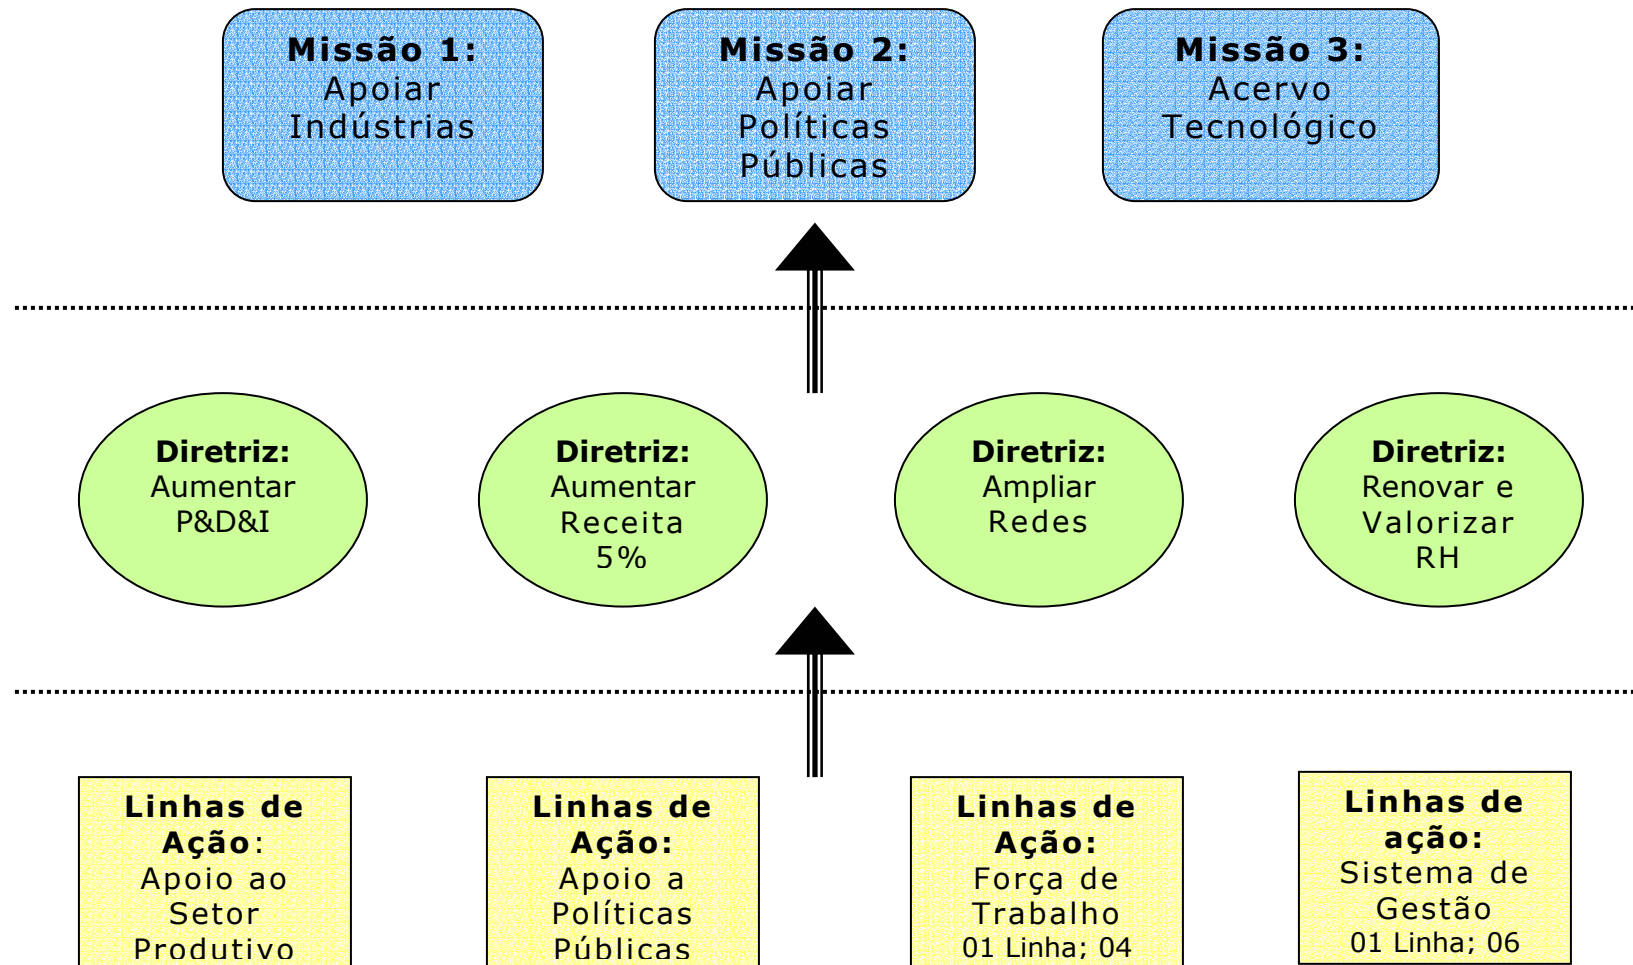 Missão 1:
Apoiar
Indústrias
Missão 2:
Apoiar
Políticas
Públicas
Missão 3:
Acervo
Tecnológico
Diretriz:
Aumentar
P&D&I
Diretriz:
Aumentar
Receita
5%
Diretriz:
Ampliar
Redes
Diretriz:
Renovar e
Valorizar
RH
Linhas de
Ação:
Apoio ao
Setor
Produtivo
Linhas de
Ação:
Apoio a
Políticas
Públicas
Linhas de
Ação:
Força de
Trabalho
01 Linha; 04
Linhas de
ação:
Sistema de
Gestão
01 Linha; 06